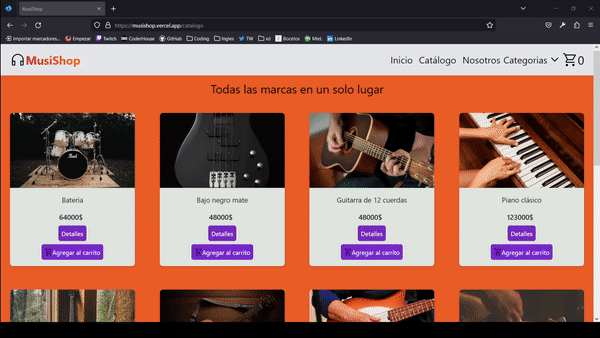 MusiShop
https://musishop.vercel.app/catalogo
Importar marcadores... Empezar Twitch CoderHouse GitHub Coding Ingles TW xd Bocetos MieL LinkedIn
MusiShop
Inicio Catálogo Nosotros Categorias 0
Todas las marcas en un solo lugar
Bateria
64000$
Detalles
Agregar al carrito
Bajo negro mate
48000$
Detalles
Agregar al carrito
Guitarra de 12 cuerdas
48000$
Detalles
Agregar al carrito
Piano clásico
123000$
Detalles
Agregar al carrito